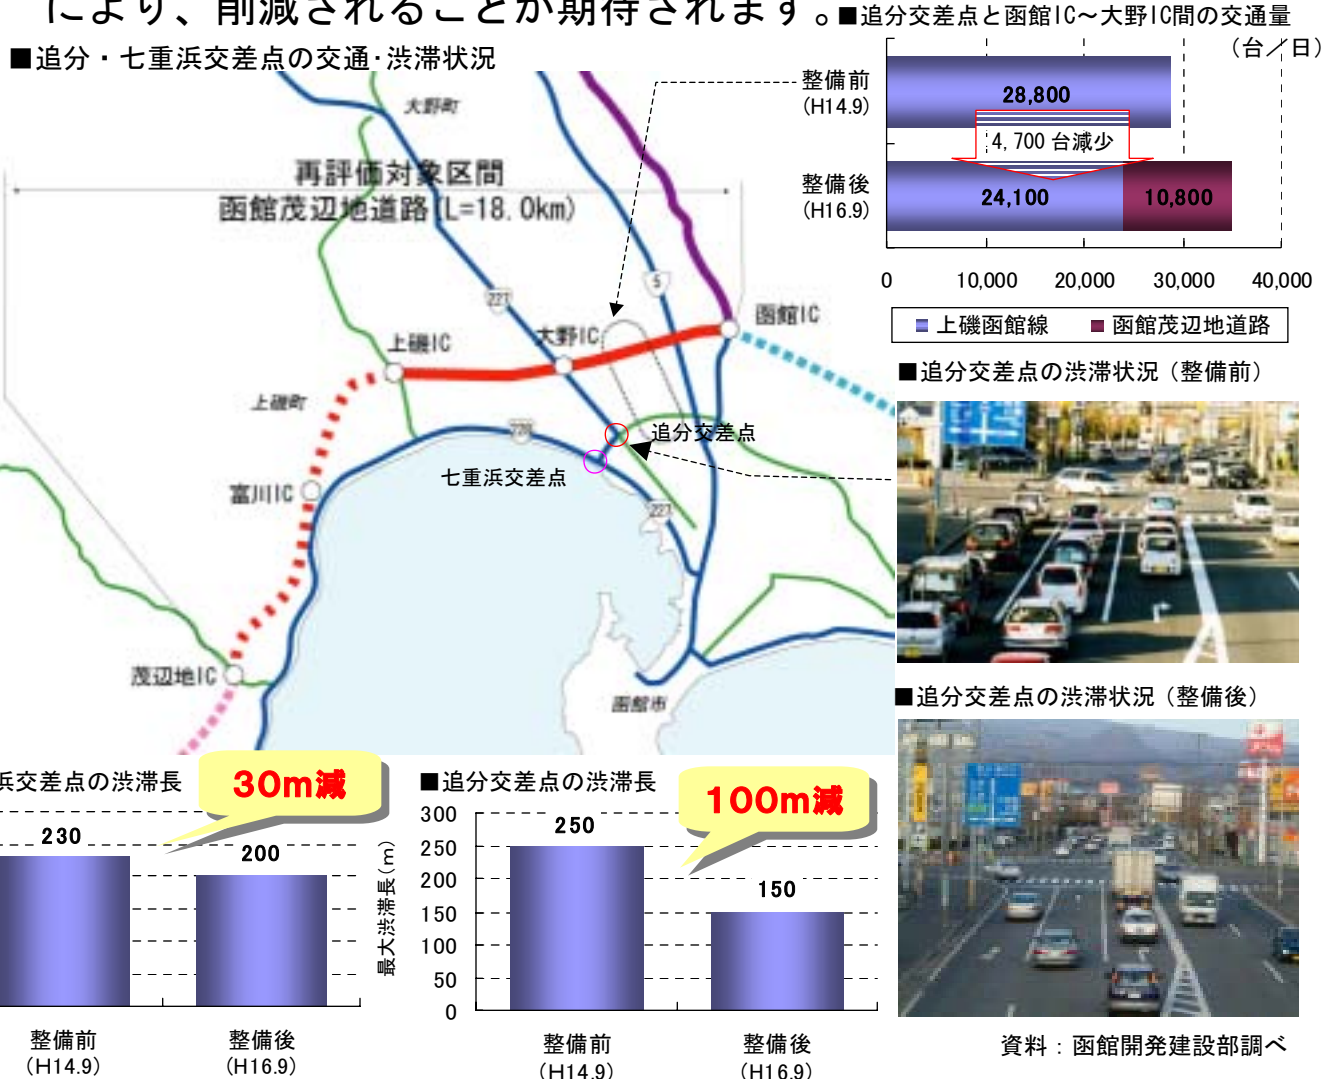 により、削減されることが期待されます。
■追分交差点と函館IC～大野IC間の交通量
（台／日）
■追分・七重浜交差点の交通・渋滞状況
整備前
(H14.9)
28,800
4,700 台減少
整備後
(H16.9)
24,100
10,800
0
10,000
20,000
30,000
40,000
上磯函館線
函館茂辺地道路
大野町
再評価対象区間
函館茂辺地道路(L=18.0km)
5
227
函館IC
大野IC
上磯IC
上磯町
228
追分交差点
七重浜交差点
富川IC
227
茂辺地IC
函館市
■追分交差点の渋滞状況（整備前）
■追分交差点の渋滞状況（整備後）
浜交差点の渋滞長
30m減
230
200
整備前
(H14.9)
整備後
(H16.9)
■追分交差点の渋滞長
100m減
最大渋滞長(m)
300
250
200
150
100
50
0
250
150
整備前
(H14.9)
整備後
(H16.9)
資料：函館開発建設部調べ